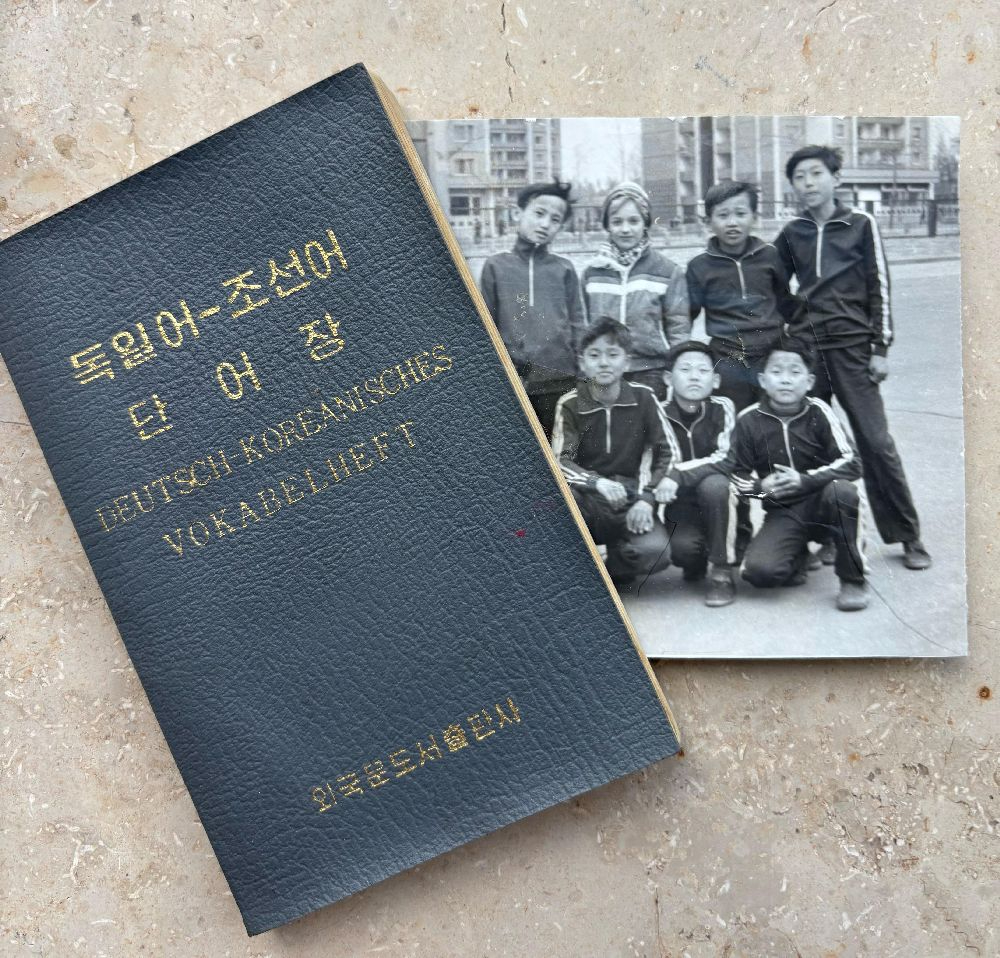 독일어-조선어
단 어 장
DEUTSCH-KOREANISCHES
VOKABELHEFT
외국문도서출판사